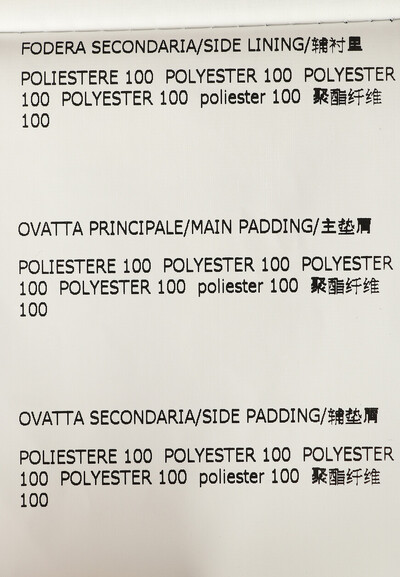 FODERA SECONDARIA/SIDE LINING/辅衬里
POLIESTERE 100 POLYESTER 100 POLYESTER
100 POLYESTER 100 poliester 100 聚酯纤维
100
OVATTA PRINCIPALE/MAIN PADDING/主垫肩
POLIESTERE 100 POLYESTER 100 POLYESTER
100 POLYESTER 100 poliester 100 聚酯纤维
100
OVATTA SECONDARIA/SIDE PADDING/辅垫肩
POLIESTERE 100 POLYESTER 100 POLYESTER
100 POLYESTER 100 poliester 100 聚酯纤维
100